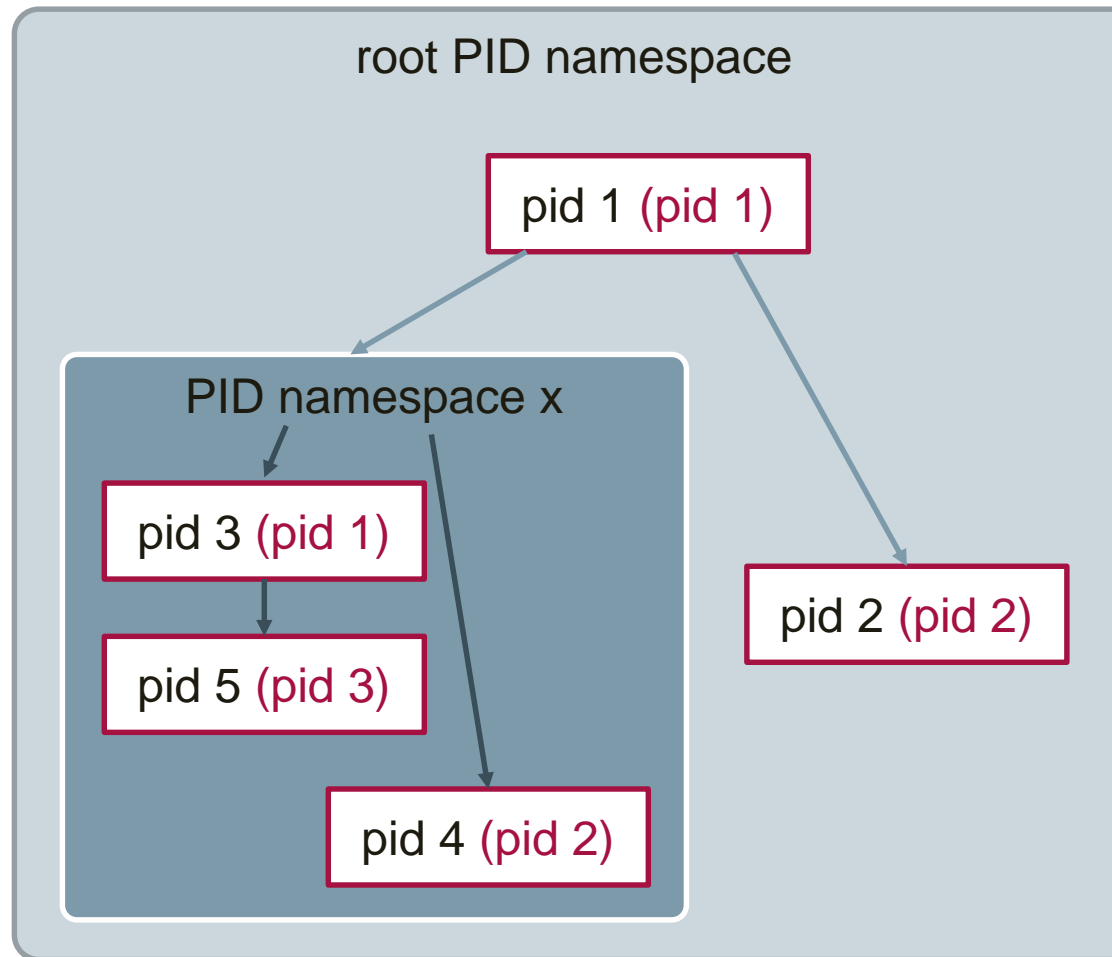 root PID namespace
pid 1 (pid 1)
PID namespace x
pid 3 (pid 1)
pid 2 (pid 2)
pid 5 (pid 3)
pid 4 (pid 2)